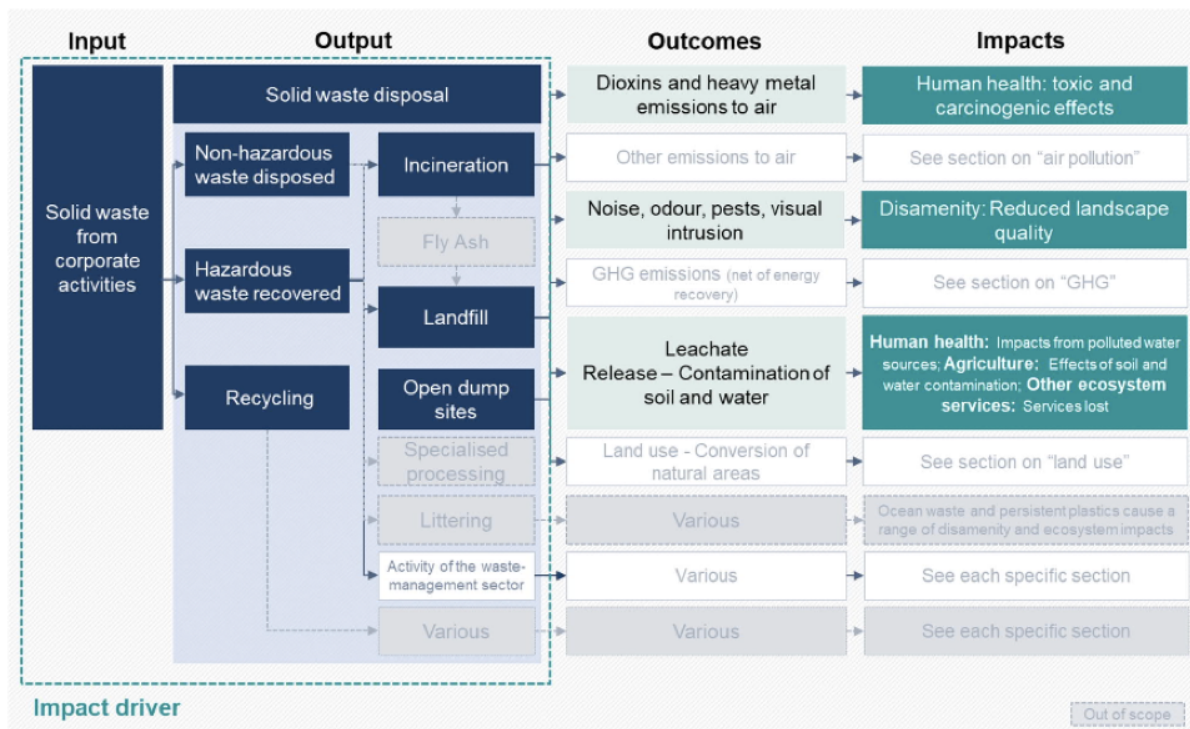 Input
Output
Outcomes
Impacts
Solid waste
from
corporate
activities
Solid waste disposal
Non-hazardous
waste disposed
Hazardous
waste recovered
Recycling
Incineration
Fly Ash
Landfill
Open dump
sites
Specialised
processing
Littering
Activity of the waste-
management sector
Various
Dioxins and heavy metal
emissions to air
Human health: toxic and
carcinogenic effects
Other emissions to air
See section on “air pollution”
Noise, odour, pests, visual
intrusion
Disamenity: Reduced landscape
quality
GHG emissions (net of energy
recovery)
See section on “GHG”
Leachate
Release – Contamination of
soil and water
Human health: Impacts from polluted water
sources; Agriculture: Effects of soil and
water contamination; Other ecosystem
services: Services lost
Land use - Conversion of
natural areas
See section on “land use”
Various
Ocean waste and persistent plastics cause a
range of disamenity and ecosystem impacts
Various
See each specific section
Various
See each specific section
Impact driver
Out of scope